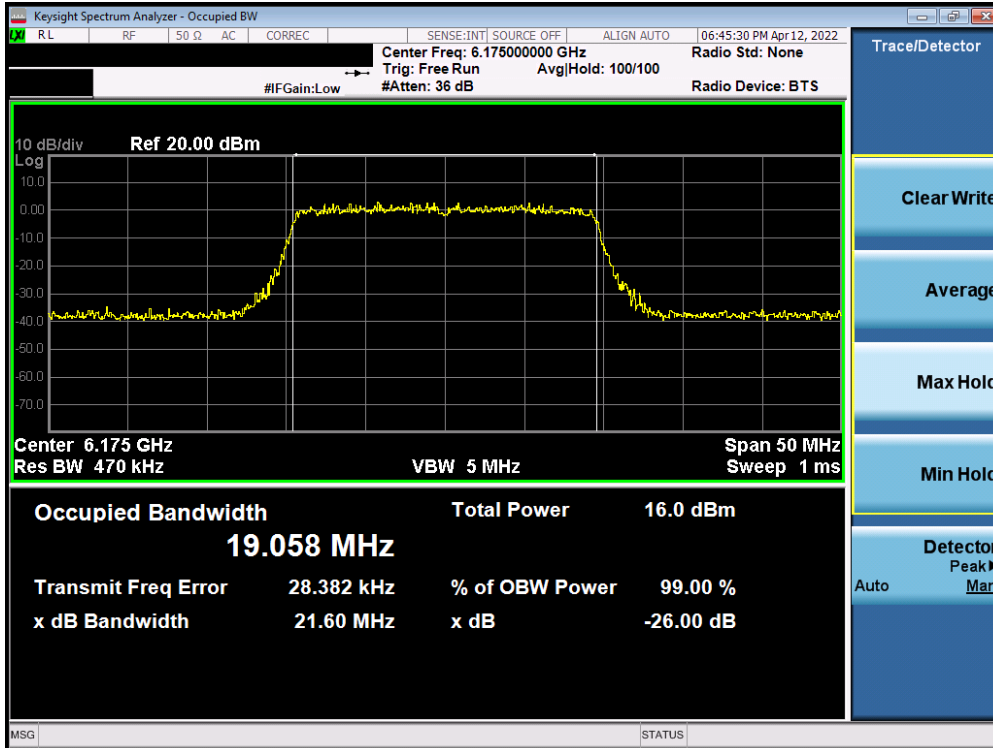 Keysight Spectrum Analyzer - Occupied BW
LXI RL RF 50 Ω AC CORREC SENSE:INT SOURCE OFF ALIGN AUTO 06:45:30 PM Apr 12, 2022
Center Freq: 6.175000000 GHz Radio Std: None
Trig: Free Run Avg|Hold: 100/100
#IFGain:Low #Atten: 36 dB Radio Device: BTS
Trace/Detector
10 dB/div Ref 20.00 dBm
Log
10.0
0.00
-10.0
-20.0
-30.0
-40.0
-50.0
-60.0
-70.0
Center 6.175 GHz Span 50 MHz
Res BW 470 kHz VBW 5 MHz Sweep 1 ms
Occupied Bandwidth Total Power 16.0 dBm
19.058 MHz
Transmit Freq Error 28.382 kHz % of OBW Power 99.00 %
x dB Bandwidth 21.60 MHz x dB -26.00 dB
Clear Write
Average
Max Hold
Min Hold
Detector
Peak
Auto Man
MSG STATUS